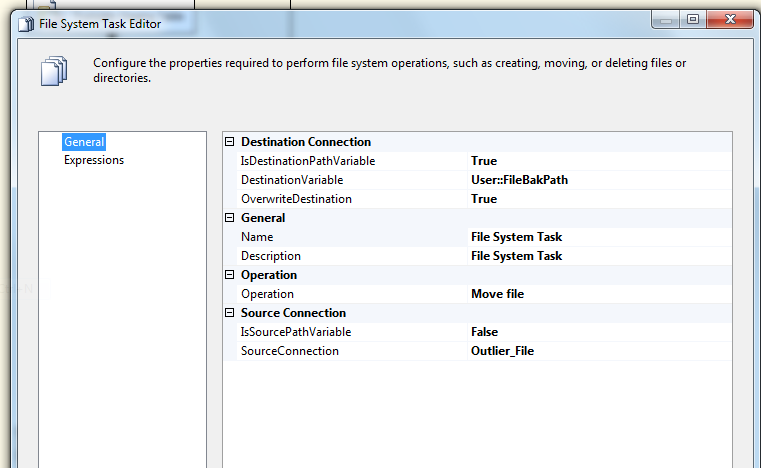 File System Task Editor
Configure the properties required to perform file system operations, such as creating, moving, or deleting files or
directories.
General
Expressions
Destination Connection
IsDestinationPathVariable True
DestinationVariable User::FileBakPath
OverwriteDestination True
General
Name File System Task
Description File System Task
Operation
Operation Move file
Source Connection
IsSourcePathVariable False
SourceConnection Outlier_File